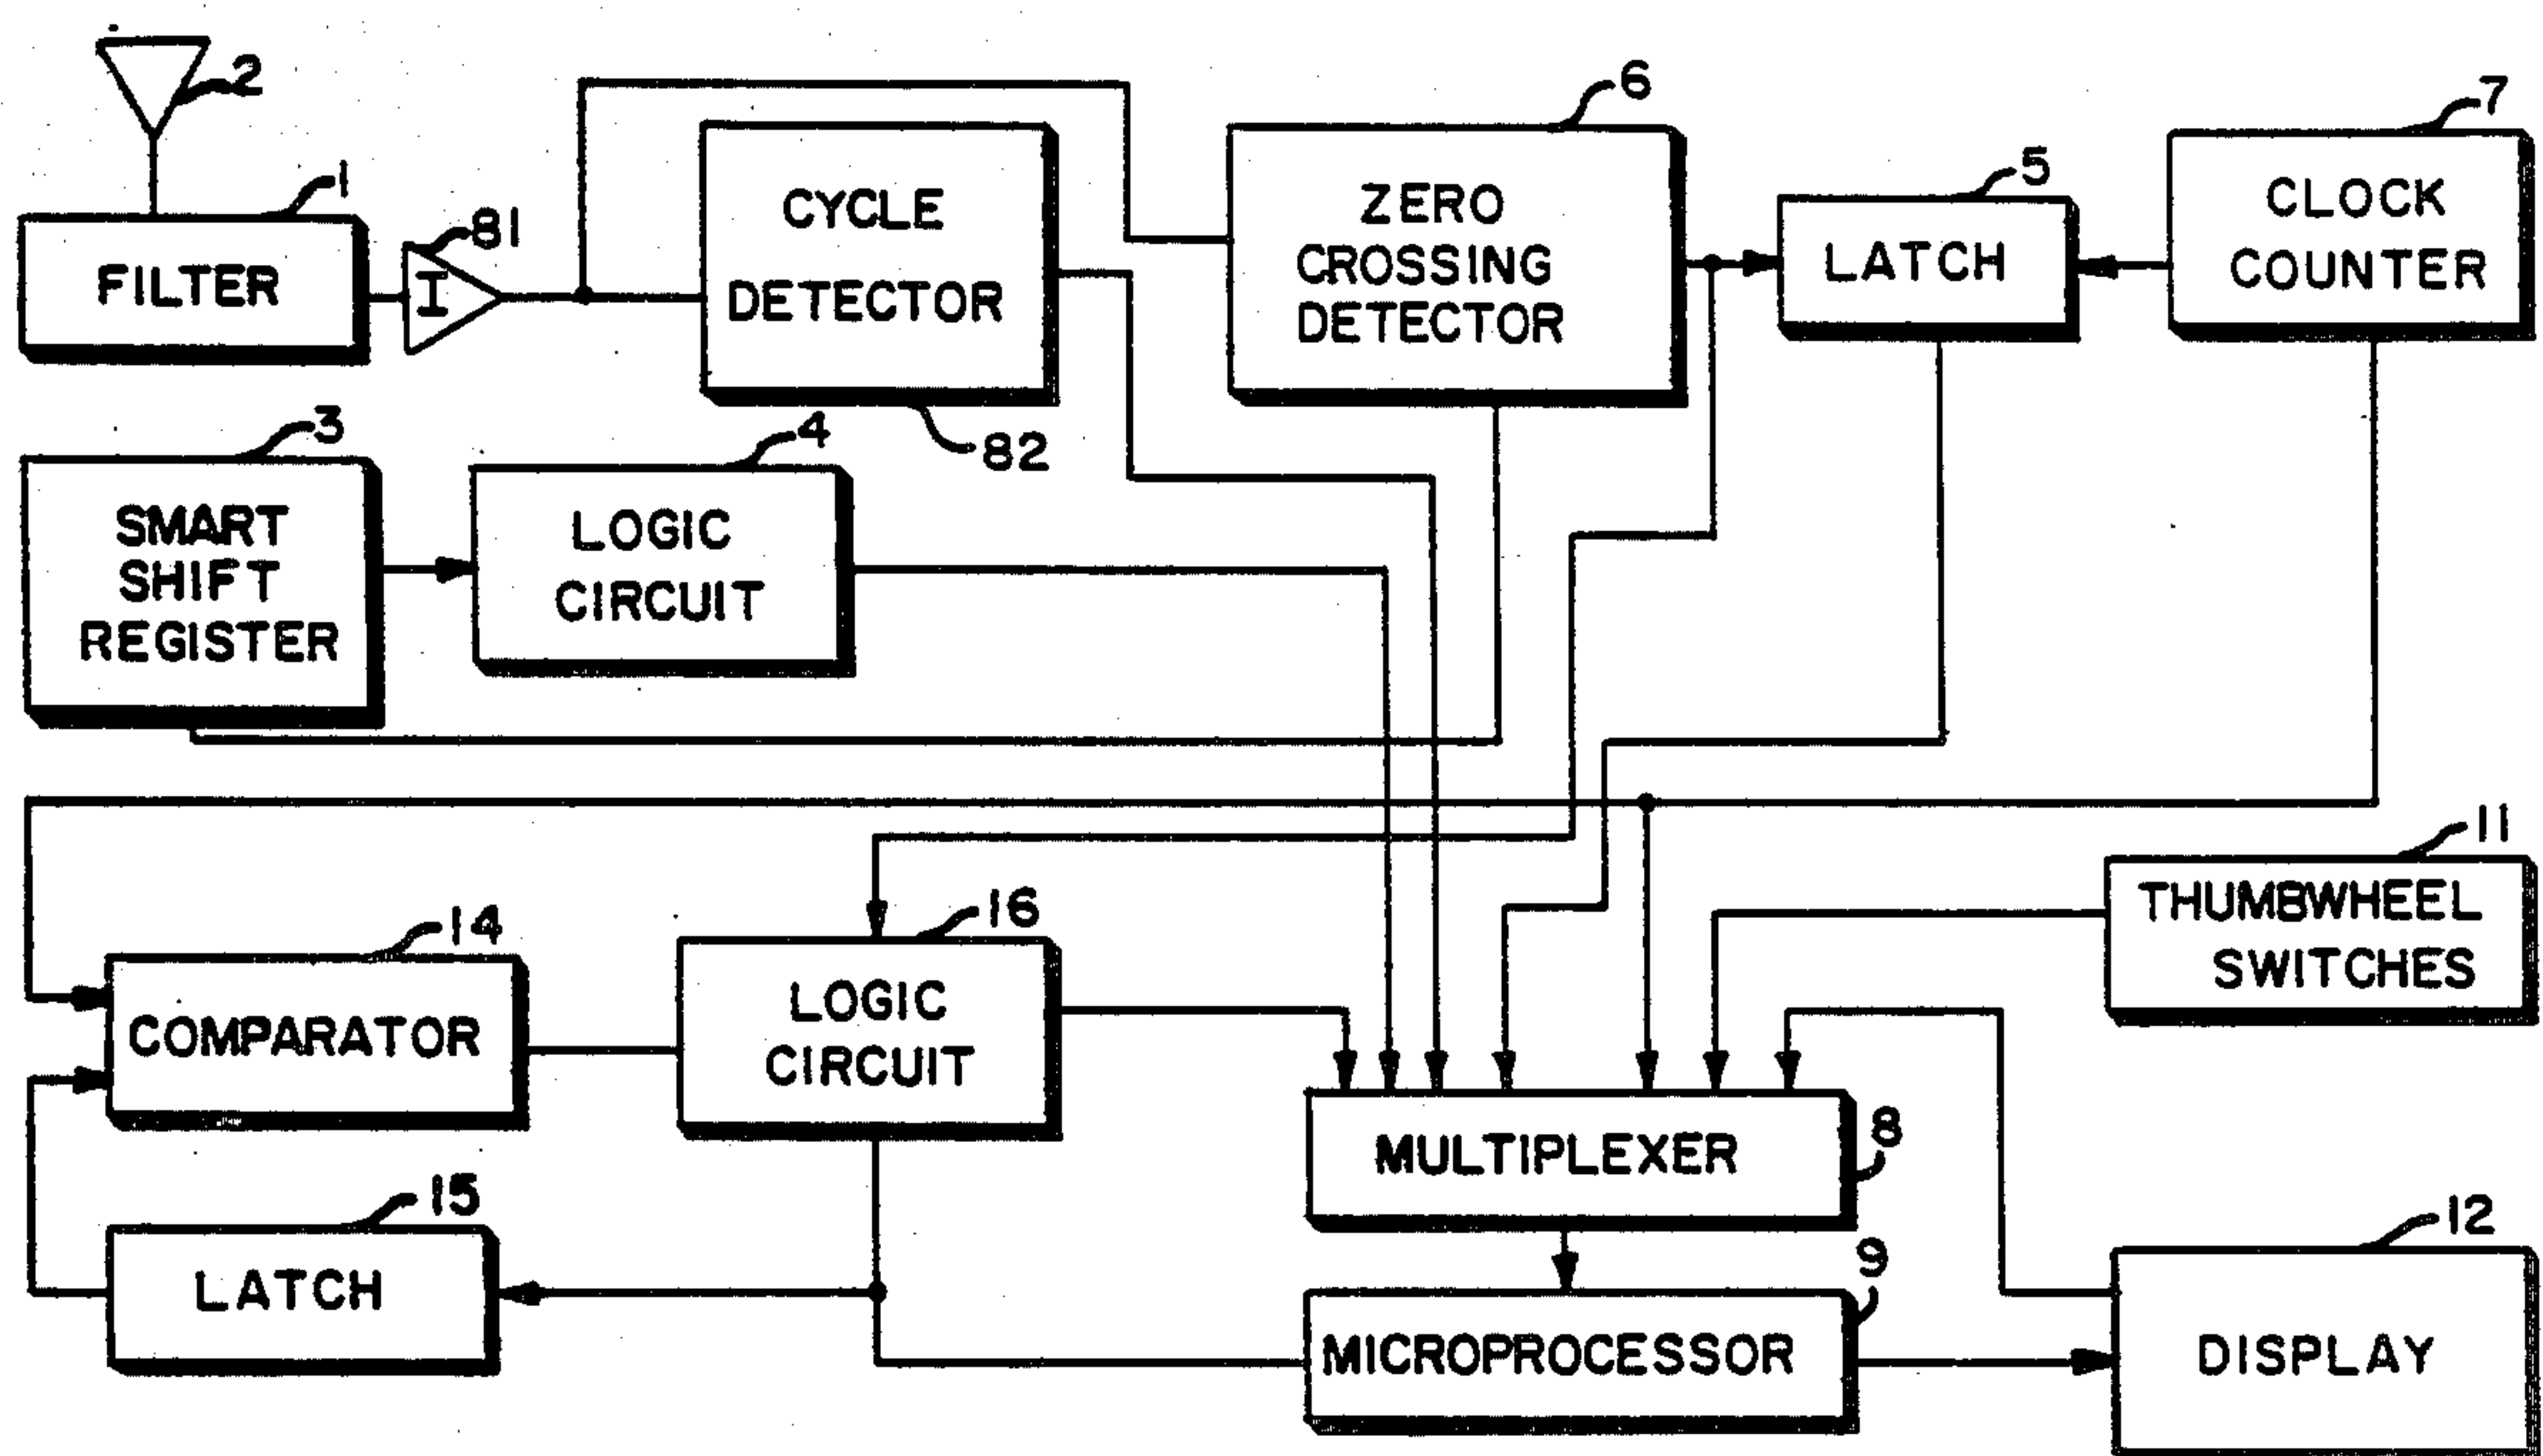 2
1
FILTER
81
I
CYCLE
DETECTOR
82
6
ZERO
CROSSING
DETECTOR
5
LATCH
7
CLOCK
COUNTER
3
SMART
SHIFT
REGISTER
4
LOGIC
CIRCUIT
14
COMPARATOR
16
LOGIC
CIRCUIT
11
THUMBWHEEL
SWITCHES
MULTIPLEXER
8
15
LATCH
9
MICROPROCESSOR
12
DISPLAY